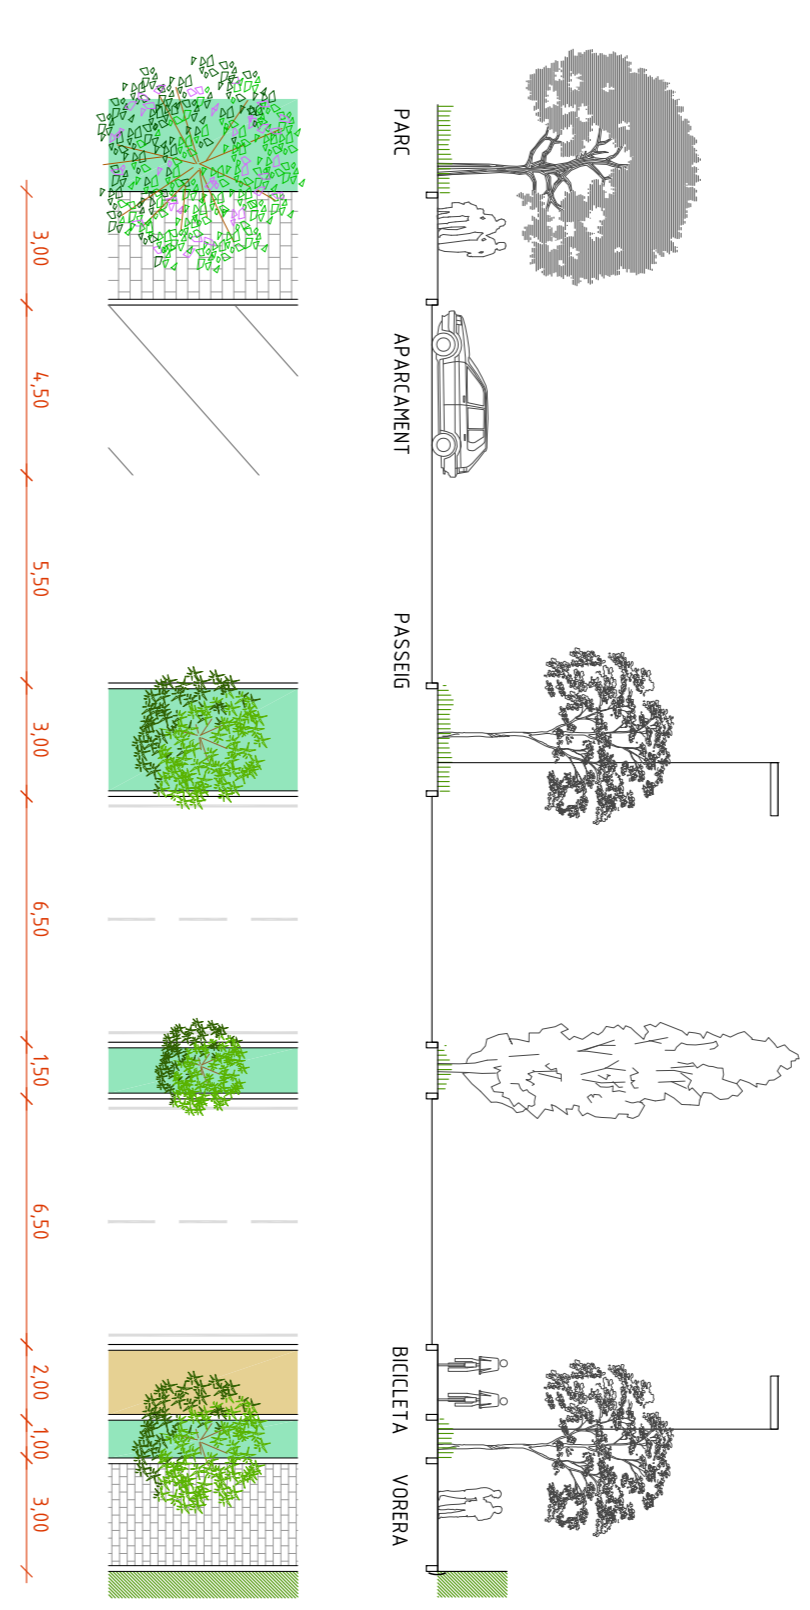 PARC
APARCAMENT
PASSEIG
BICICLETA
VORERA
3,00
4,50
5,50
3,00
6,50
1,50
6,50
2,00
1,00
3,00